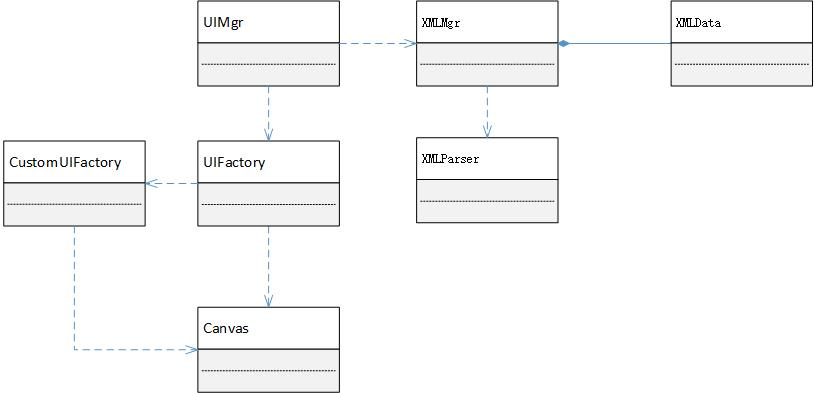 UIMgr
XMLMgr
XMLData
CustomUIFactory
UIFactory
XMLParser
Canvas